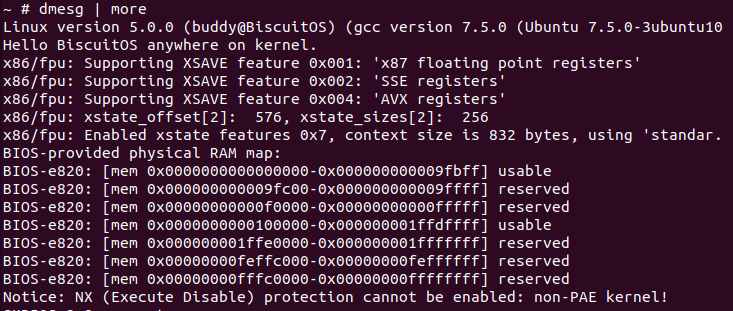 ~ # dmesg | more
Linux version 5.0.0 (buddy@BiscuitOS) (gcc version 7.5.0 (Ubuntu 7.5.0-3ubuntu10
Hello BiscuitOS anywhere on kernel.
x86/fpu: Supporting XSAVE feature 0x001: 'x87 floating point registers'
x86/fpu: Supporting XSAVE feature 0x002: 'SSE registers'
x86/fpu: Supporting XSAVE feature 0x004: 'AVX registers'
x86/fpu: xstate_offset[2]:  576, xstate_sizes[2]:  256
x86/fpu: Enabled xstate features 0x7, context size is 832 bytes, using 'standar.
BIOS-provided physical RAM map:
BIOS-e820: [mem 0x0000000000000000-0x000000000009fbff] usable
BIOS-e820: [mem 0x000000000009fc00-0x000000000009ffff] reserved
BIOS-e820: [mem 0x00000000000f0000-0x00000000000fffff] reserved
BIOS-e820: [mem 0x0000000000100000-0x000000001ffdffff] usable
BIOS-e820: [mem 0x000000001ffe0000-0x000000001fffffff] reserved
BIOS-e820: [mem 0x00000000feffc000-0x00000000feffffff] reserved
BIOS-e820: [mem 0x00000000fffc0000-0x00000000ffffffff] reserved
Notice: NX (Execute Disable) protection cannot be enabled: non-PAE kernel!